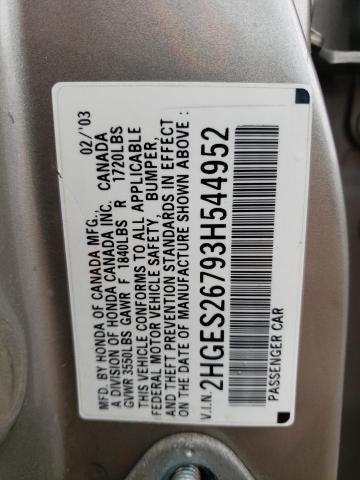 MFD. BY HONDA OF CANADA MFG., 02/'03
A DIVISION OF HONDA CANADA INC. CANADA
GVWR 3550LBS GAWR F 1840LBS R 1720LBS
THIS VEHICLE CONFORMS TO ALL APPLICABLE
FEDERAL MOTOR VEHICLE SAFETY, BUMPER,
AND THEFT PREVENTION STANDARDS IN EFFECT
ON THE DATE OF MANUFACTURE SHOWN ABOVE :
V.I.N.: 2HGES26793H544952
PASSENGER CAR